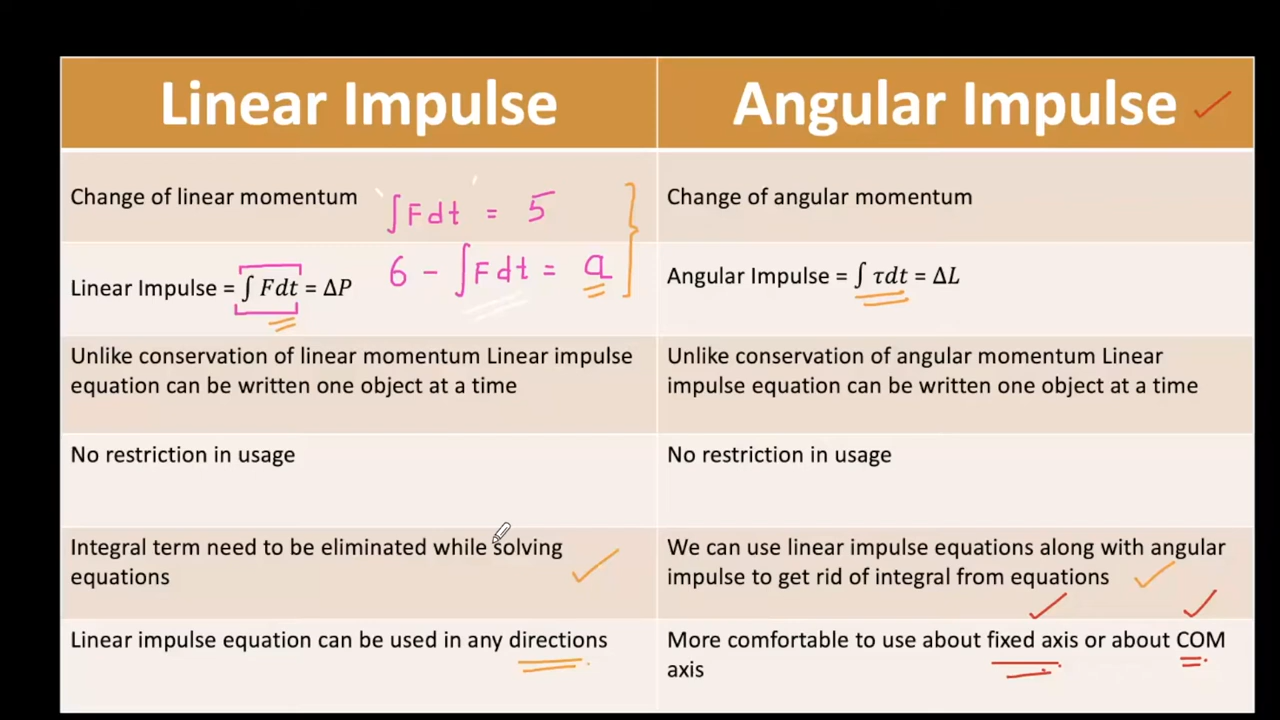 Linear Impulse
Angular Impulse
Change of linear momentum
∫Fdt = 5
Change of angular momentum
Linear Impulse = ∫ Fdt = ΔP
6 - ∫Fdt = a
Angular Impulse = ∫ τdt = ΔL
Unlike conservation of linear momentum Linear impulse
equation can be written one object at a time
Unlike conservation of angular momentum Linear
impulse equation can be written one object at a time
No restriction in usage
No restriction in usage
Integral term need to be eliminated while solving
equations
We can use linear impulse equations along with angular
impulse to get rid of integral from equations
Linear impulse equation can be used in any directions
More comfortable to use about fixed axis or about COM
axis